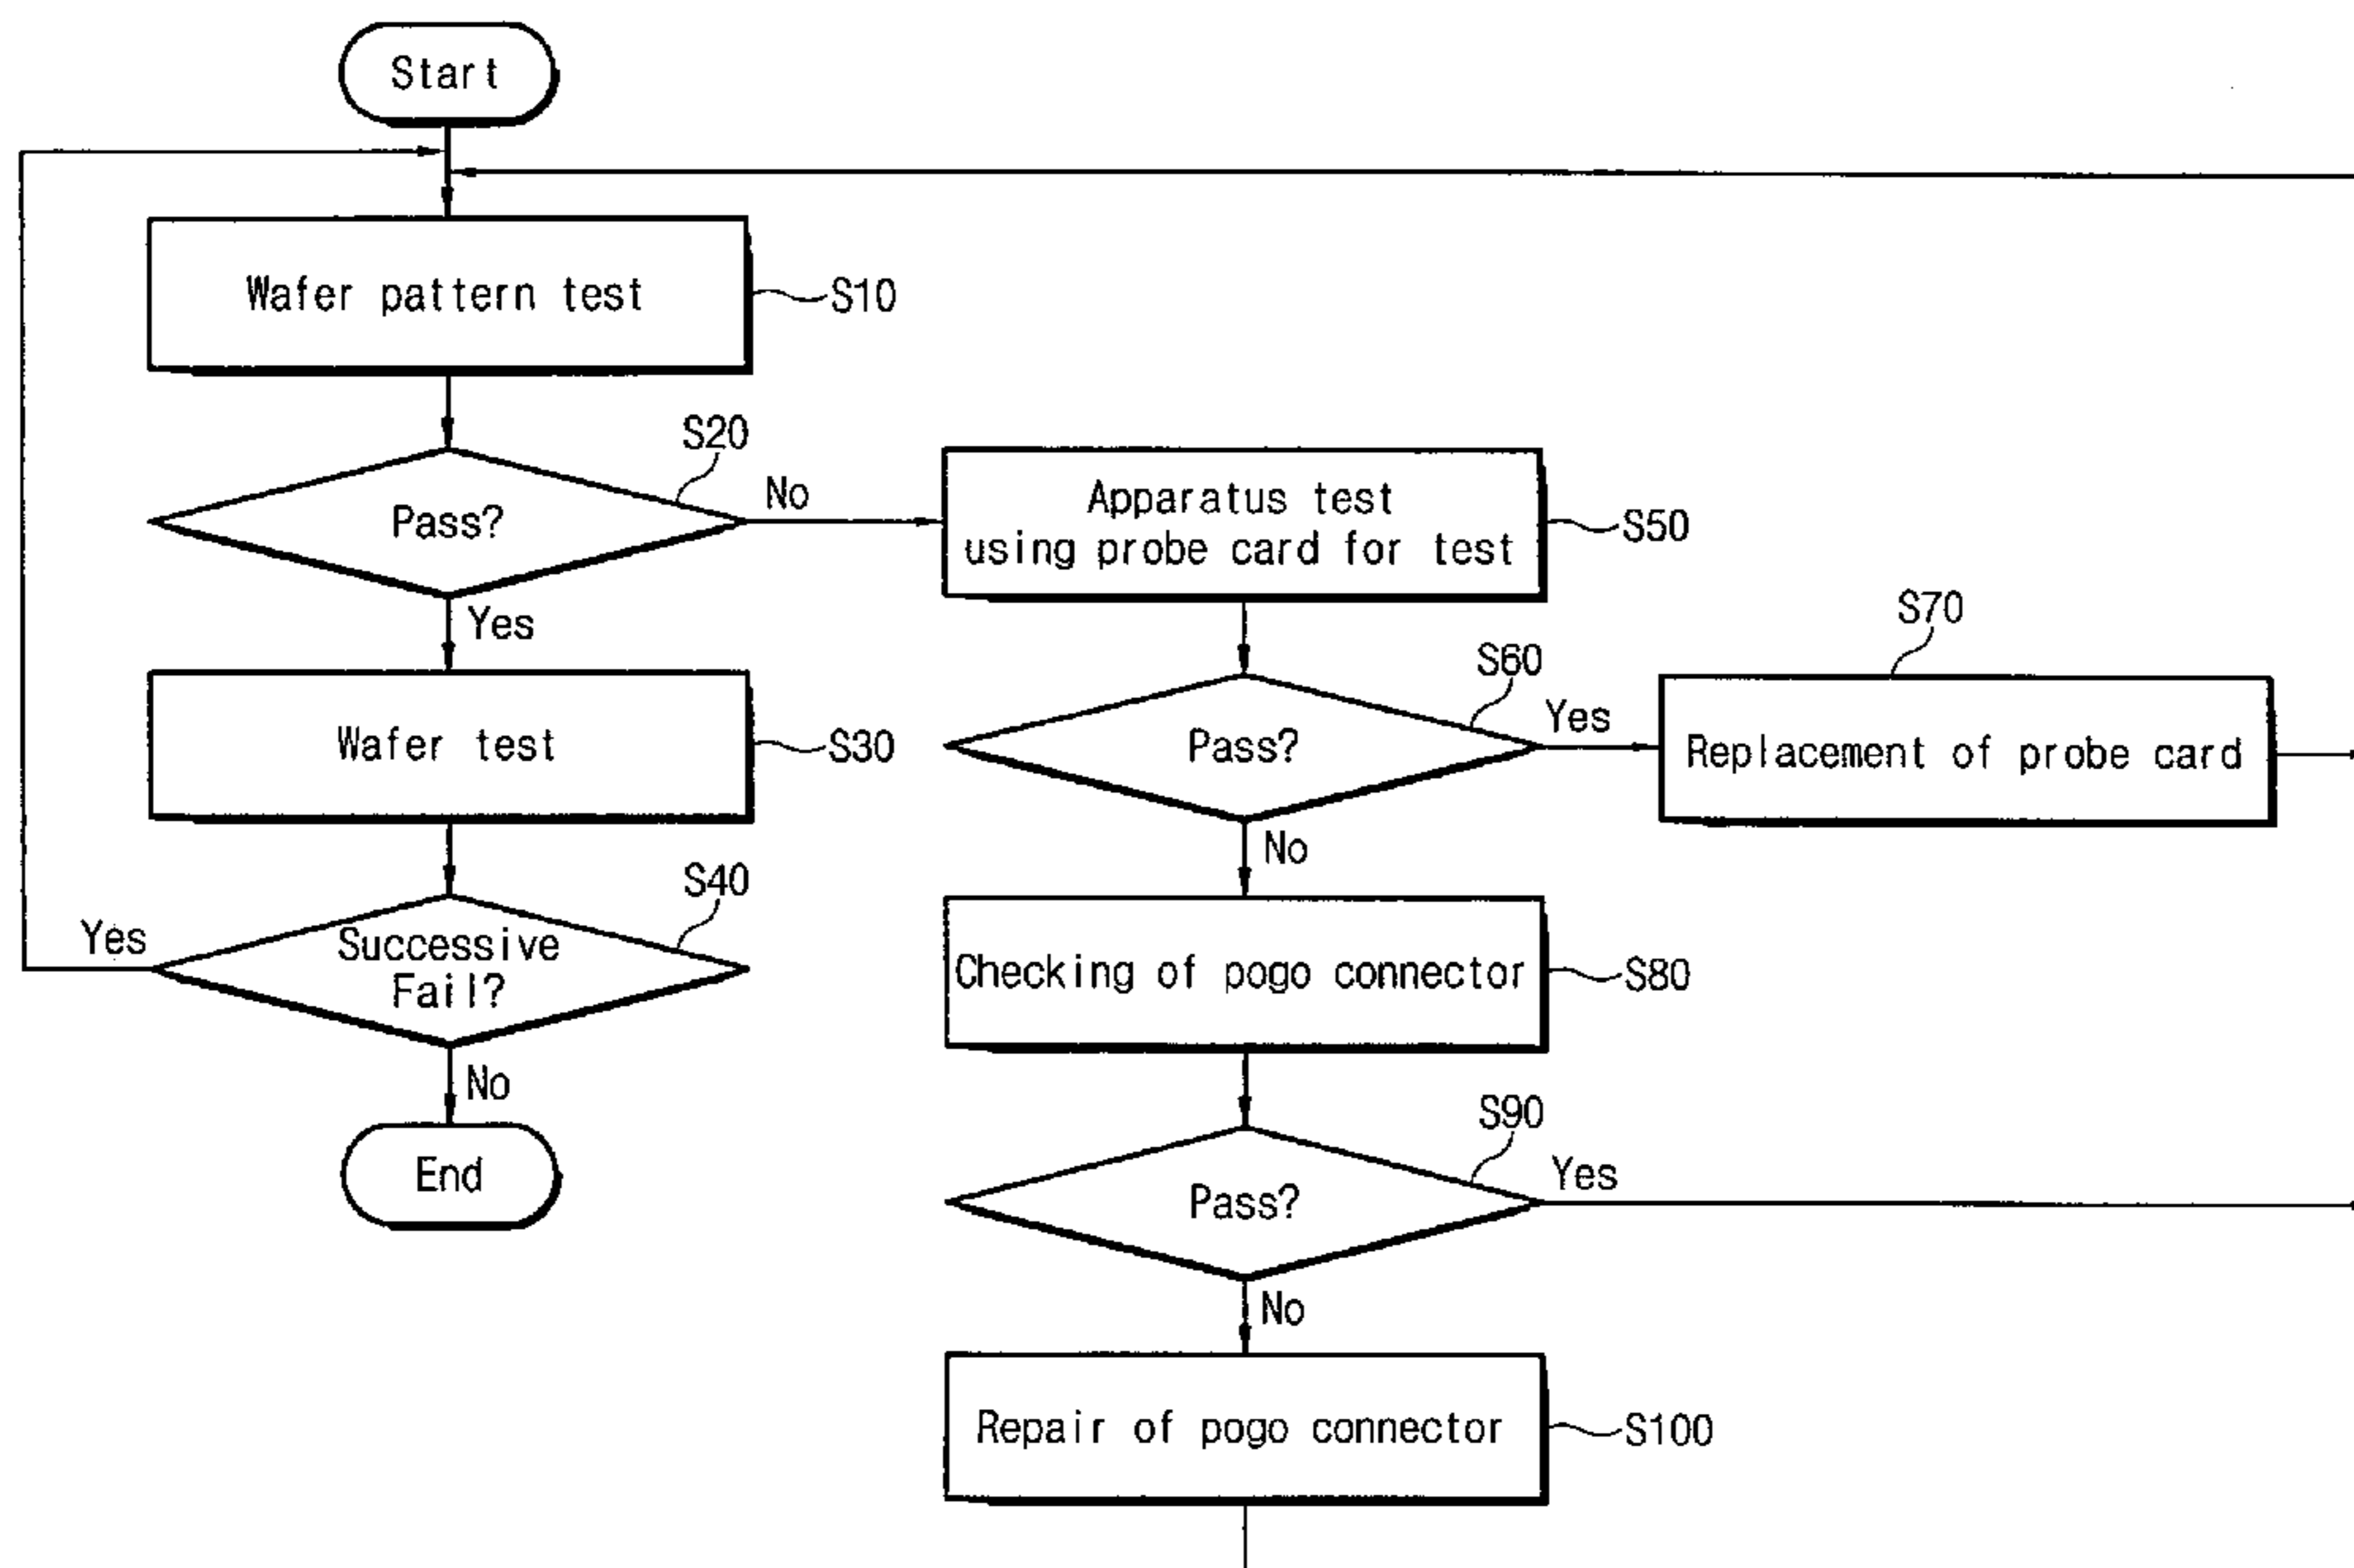 Start
Wafer pattern test
S10
S20
Pass?
No
Yes
Wafer test
S30
S40
Successive
Fail?
Yes
No
End
Apparatus test
using probe card for test
S50
S60
Pass?
Yes
S70
Replacement of probe card
No
Checking of pogo connector
S80
S90
Pass?
Yes
No
Repair of pogo connector
S100